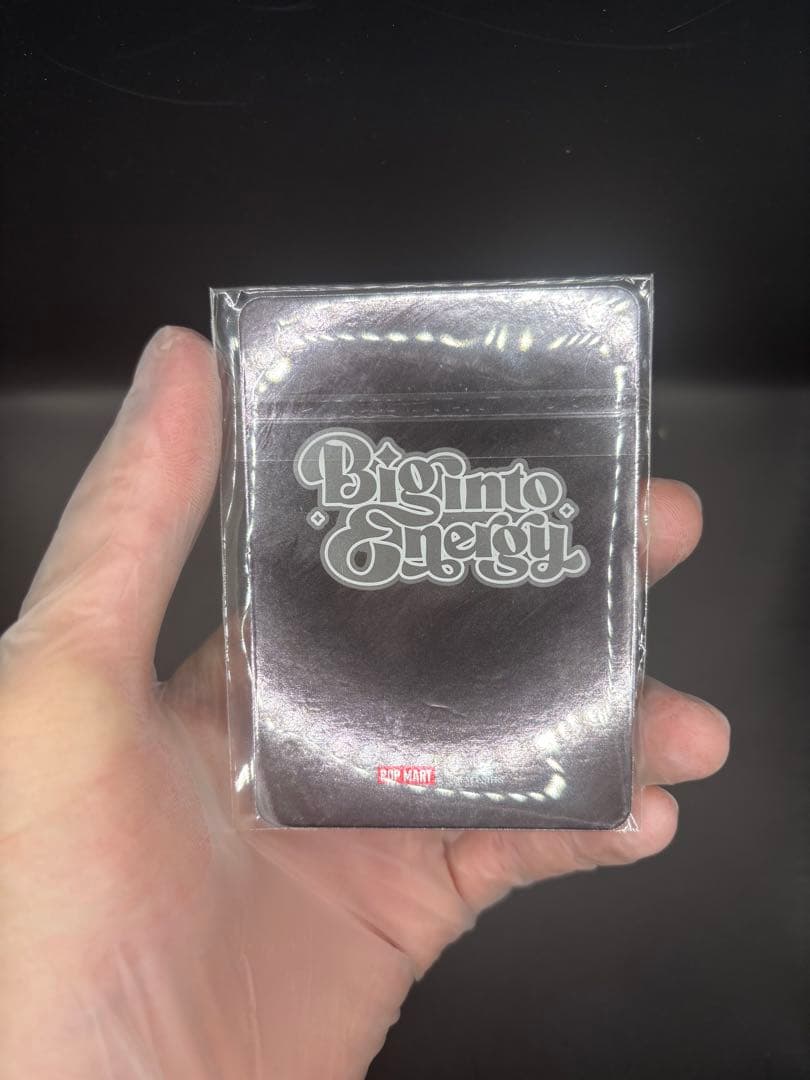 Big into
Energy
POP MART